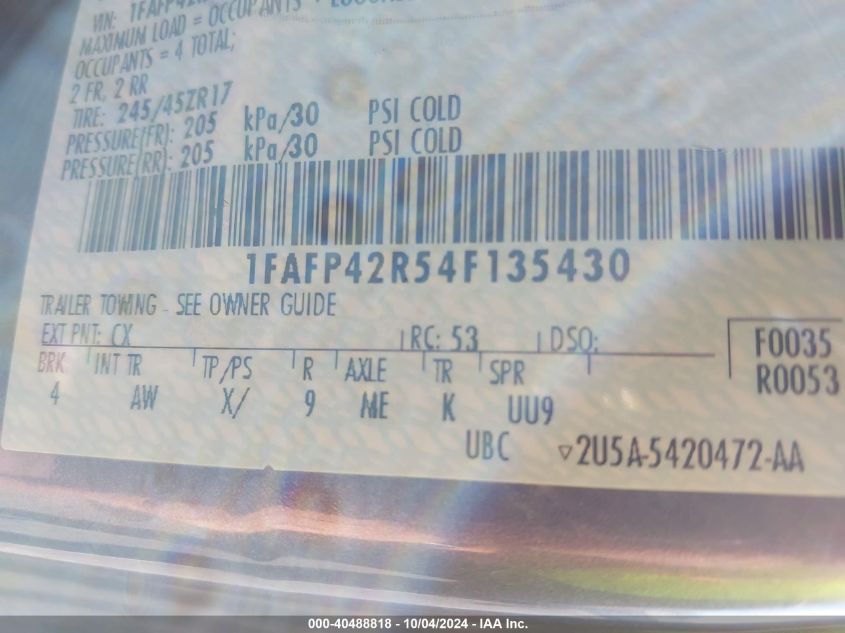 VIN: 1FAFP42R
MAXIMUM LOAD = OCCUPANTS +
OCCUPANTS = 4 TOTAL;
2 FR, 2 RR
TIRE: 245/45ZR17
PRESSURE(FR): 205 kPa/30 PSI COLD
PRESSURE(RR): 205 kPa/30 PSI COLD
1FAFP42R54F135430
TRAILER TOWING - SEE OWNER GUIDE
EXT PNT: CX RC: 53 DSO: F0035
BRK INT TR TP/PS R AXLE TR SPR R0053
4 AW X/ 9 ME K UU9
UBC ▽2U5A-5420472-AA
000-40488818 - 10/04/2024 - IAA Inc.